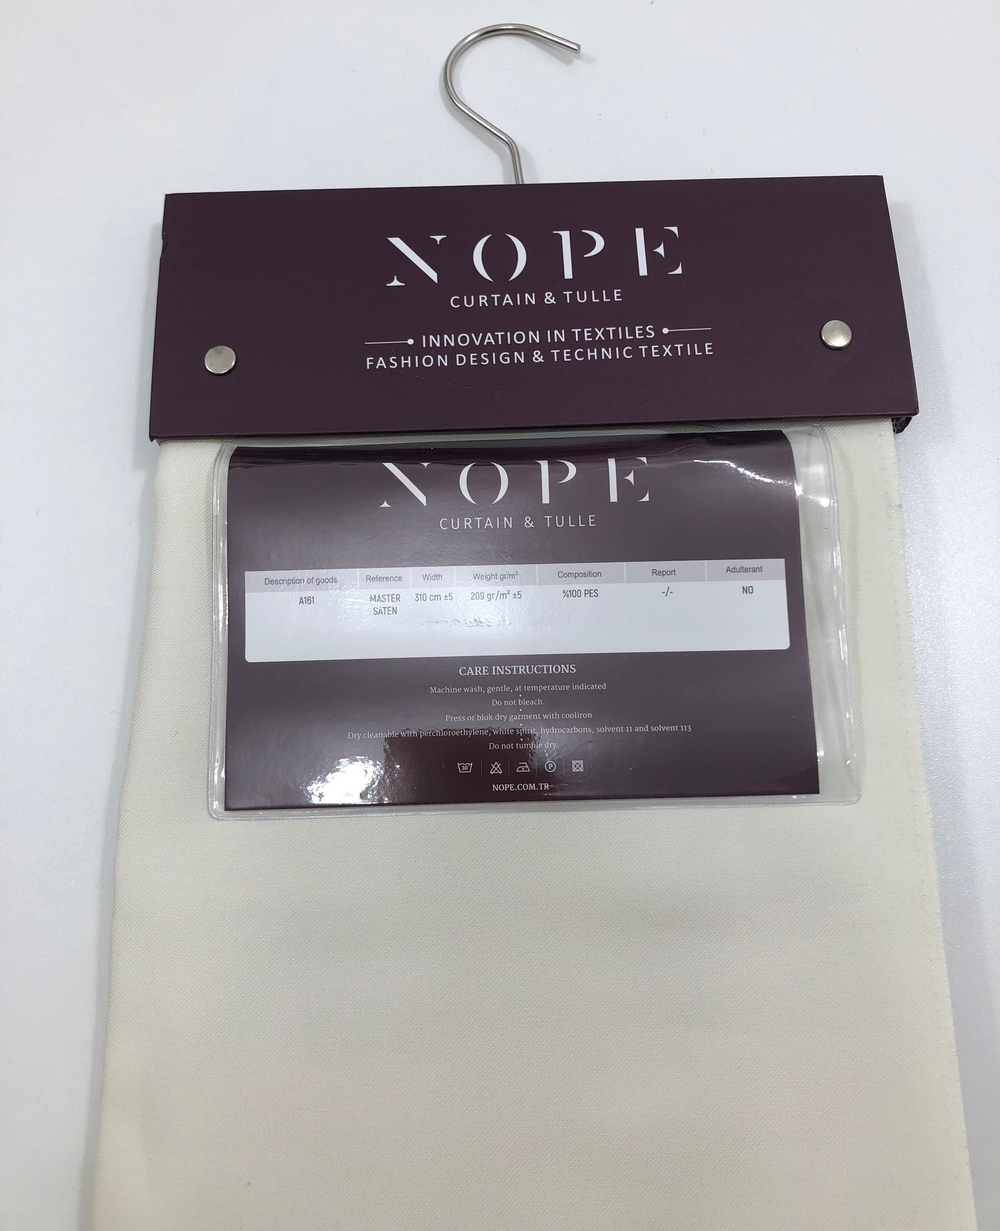 NOPE
CURTAIN & TULLE
INNOVATION IN TEXTILES
FASHION DESIGN & TECHNIC TEXTILE
NOPE
CURTAIN & TULLE
Description of goods Reference Width Weight gr/m² Composition Report Adulterant
A161 MASTER SATEN 310 cm ±5 209 gr/m² ±5 %100 PES -/- NO
CARE INSTRUCTIONS
Machine wash, gentle, at temperature indicated
Do not bleach.
Press or blok dry garment with cooliron
Dry cleanable with perchloroethylene, white spirit, hydrocarbons, solvent 11 and solvent 113
Do not tumble dry.
30 P
NOPE.COM.TR